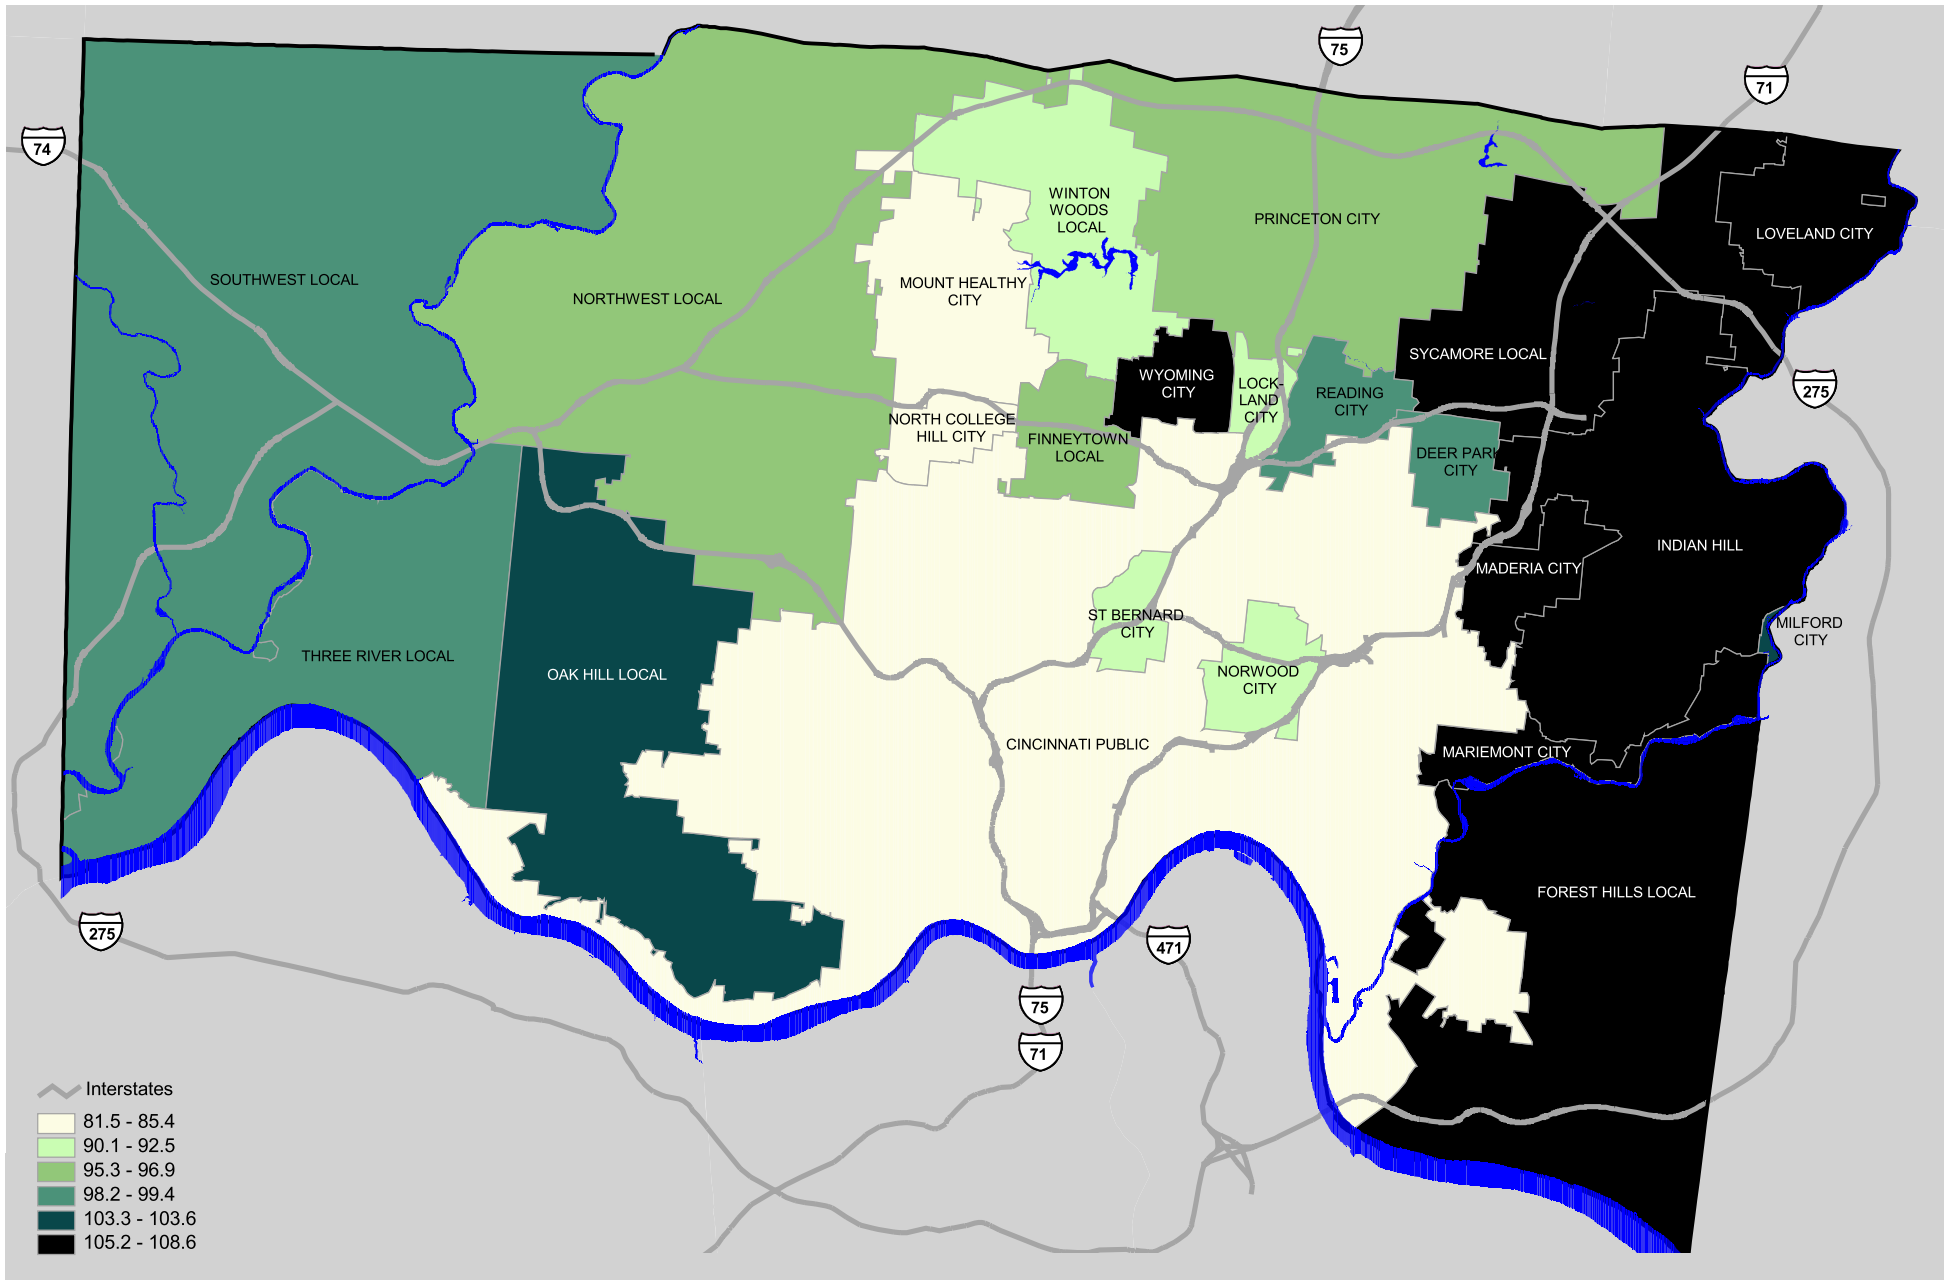 75
71
74
WINTON
WOODS
LOCAL
PRINCETON CITY
LOVELAND CITY
SOUTHWEST LOCAL
NORTHWEST LOCAL
MOUNT HEALTHY
CITY
SYCAMORE LOCAL
WYOMING
CITY
LOCK-
LAND
CITY
READING
CITY
275
NORTH COLLEGE
HILL CITY
FINNEYTOWN
LOCAL
DEER PARK
CITY
INDIAN HILL
MADERIA CITY
ST BERNARD
CITY
MILFORD
CITY
THREE RIVER LOCAL
OAK HILL LOCAL
NORWOOD
CITY
CINCINNATI PUBLIC
MARIEMONT CITY
FOREST HILLS LOCAL
275
471
75
71
Interstates
81.5 - 85.4
90.1 - 92.5
95.3 - 96.9
98.2 - 99.4
103.3 - 103.6
105.2 - 108.6